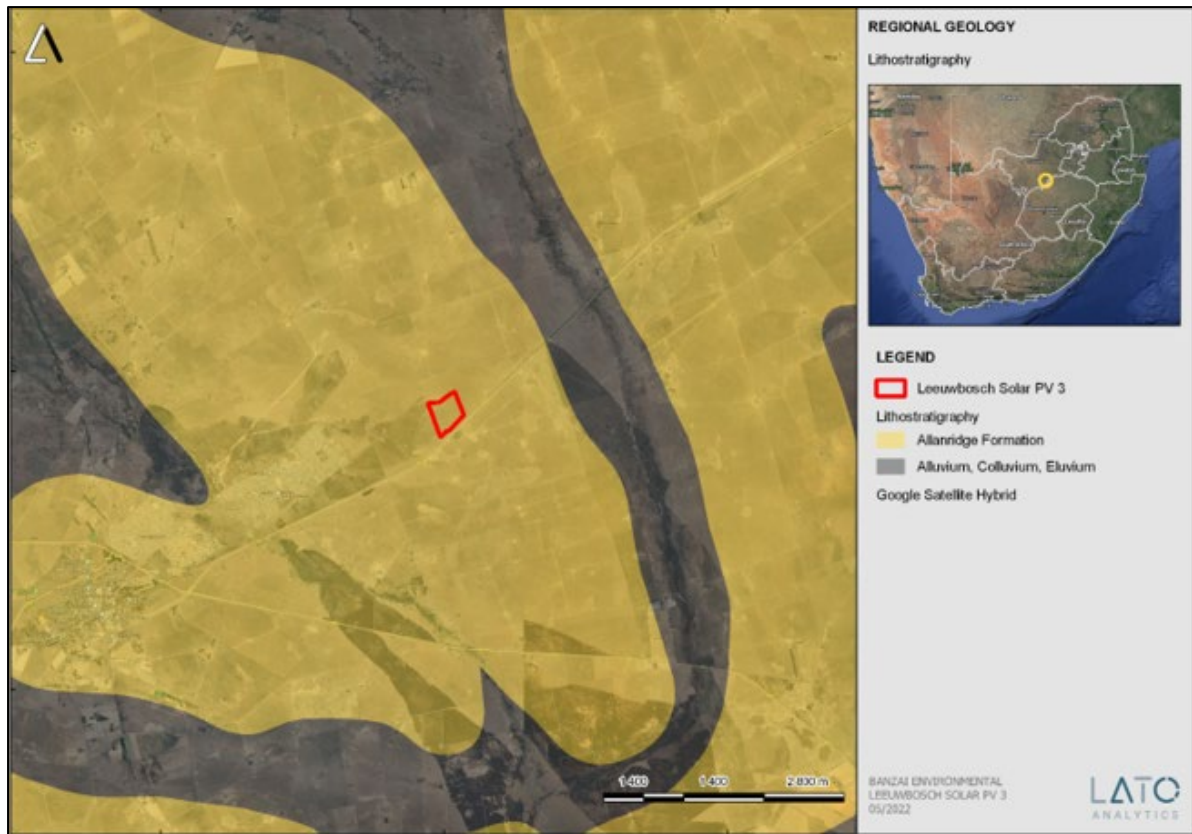 REGIONAL GEOLOGY
Lithostratigraphy
LEGEND
Leeuwbosch Solar PV 3
Lithostratigraphy
Allanridge Formation
Alluvium, Colluvium, Eluvium
Google Satellite Hybrid
1 400 1 400 2 800 m
BANZAI ENVIRONMENTAL
LEEUWBOSCH SOLAR PV 3
05/2022
LATO
ANALYTICS